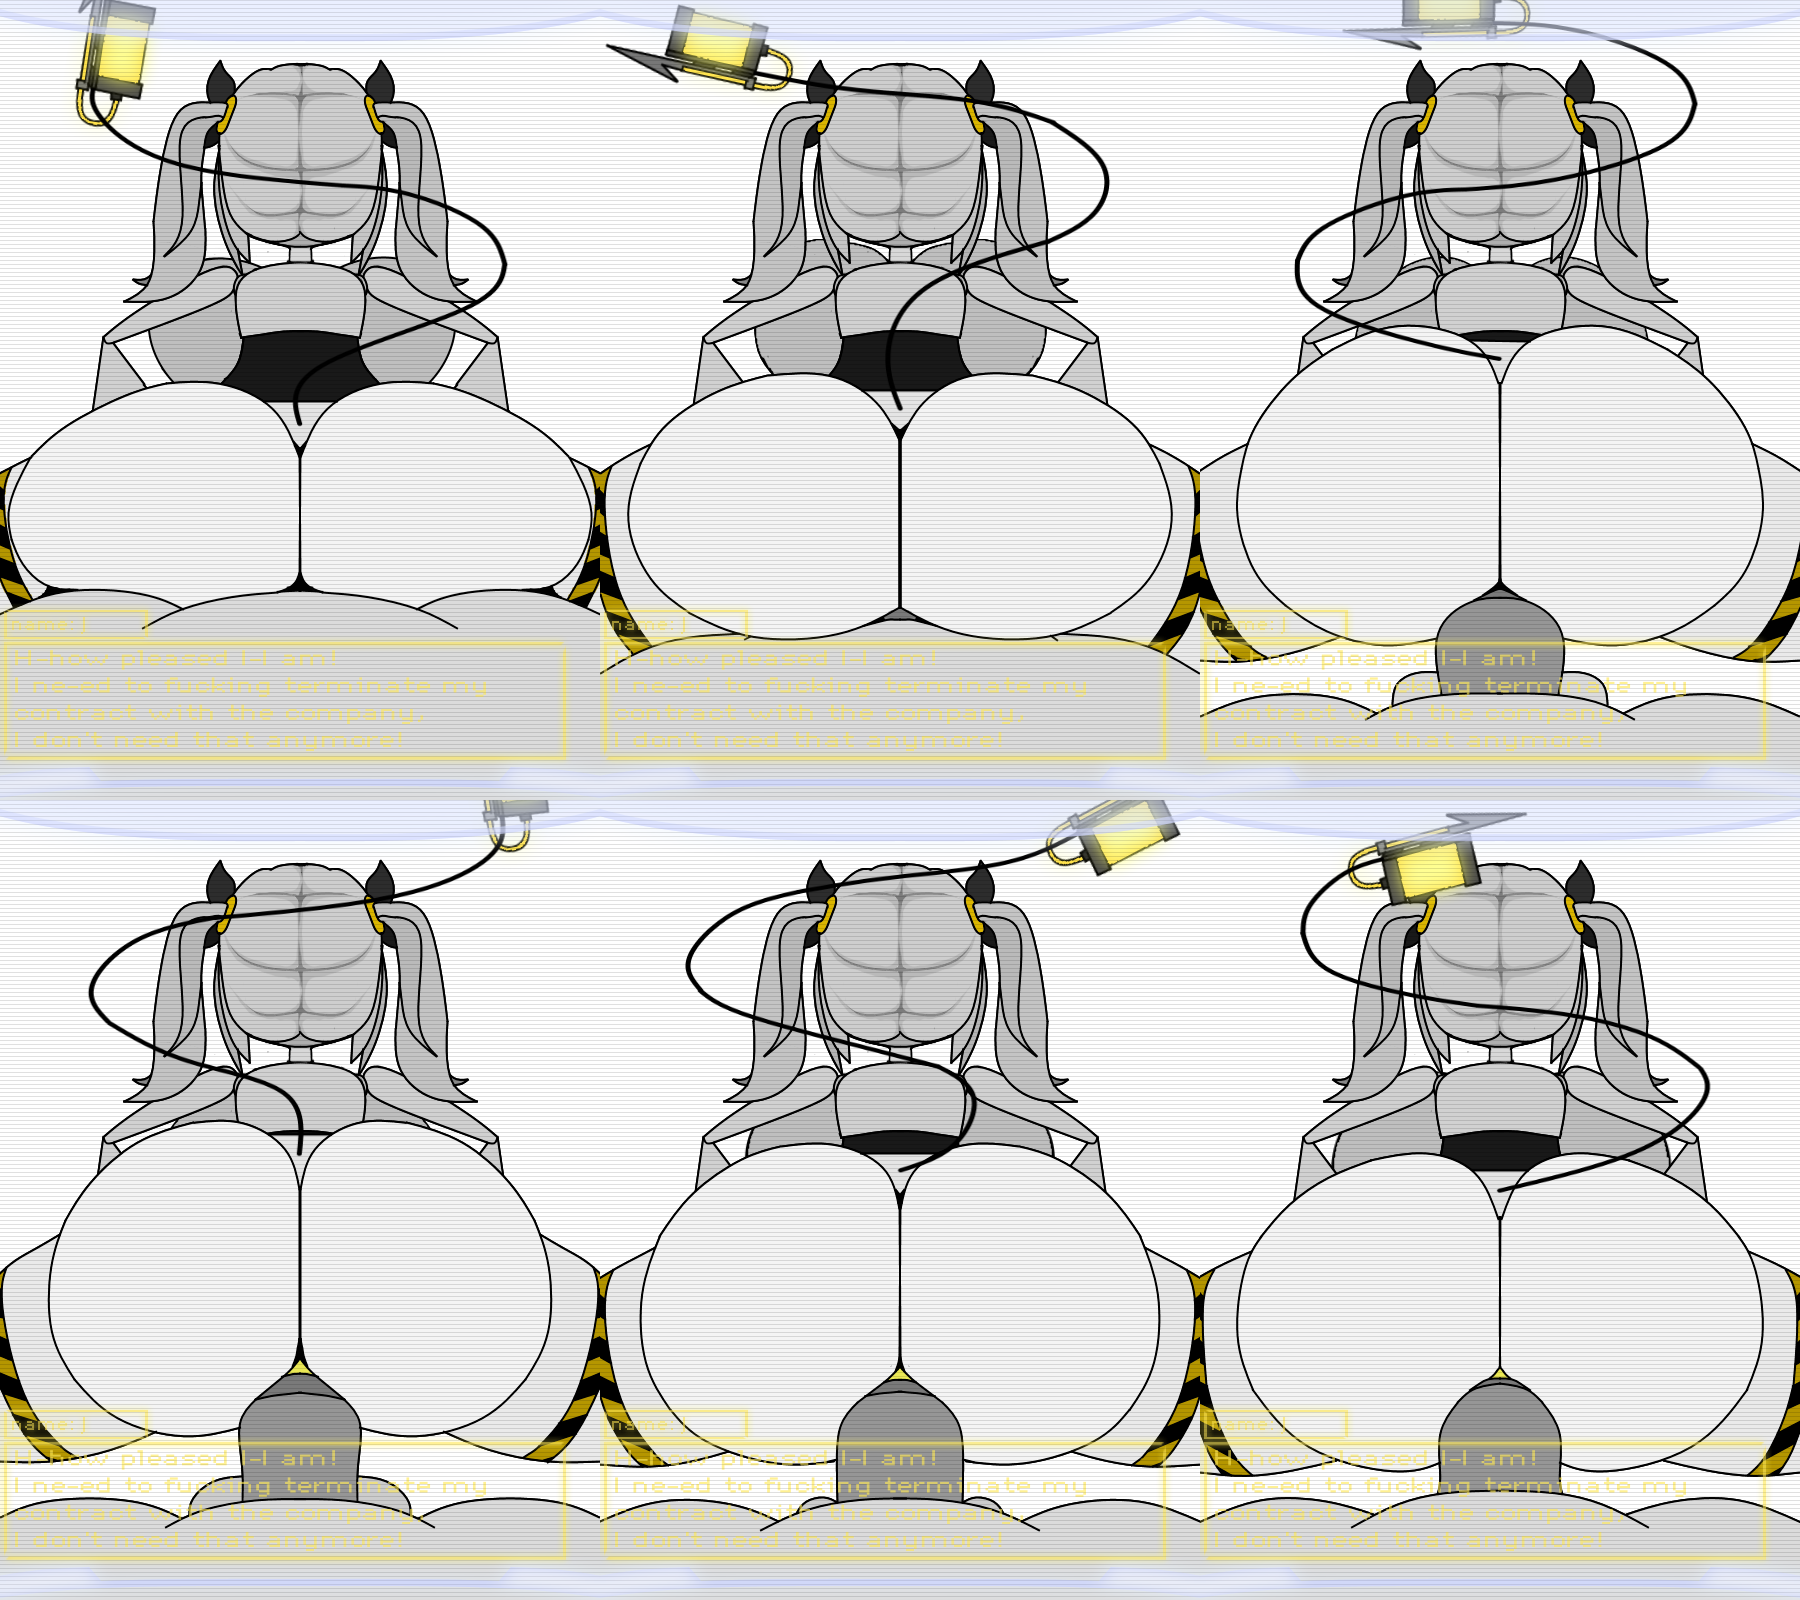 name: J
H-how pleased I-I am!
I ne-ed to fucking terminate my
contract with the company,
I don't need that anymore!
name: J
H-how pleased I-I am!
I ne-ed to fucking terminate my
contract with the company,
I don't need that anymore!
name: J
H-how pleased I-I am!
I ne-ed to fucking terminate my
contract with the company,
I don't need that anymore!
name: J
H-how pleased I-I am!
I ne-ed to fucking terminate my
contract with the company,
I don't need that anymore!
name: J
H-how pleased I-I am!
I ne-ed to fucking terminate my
contract with the company,
I don't need that anymore!
name: J
H-how pleased I-I am!
I ne-ed to fucking terminate my
contract with the company,
I don't need that anymore!